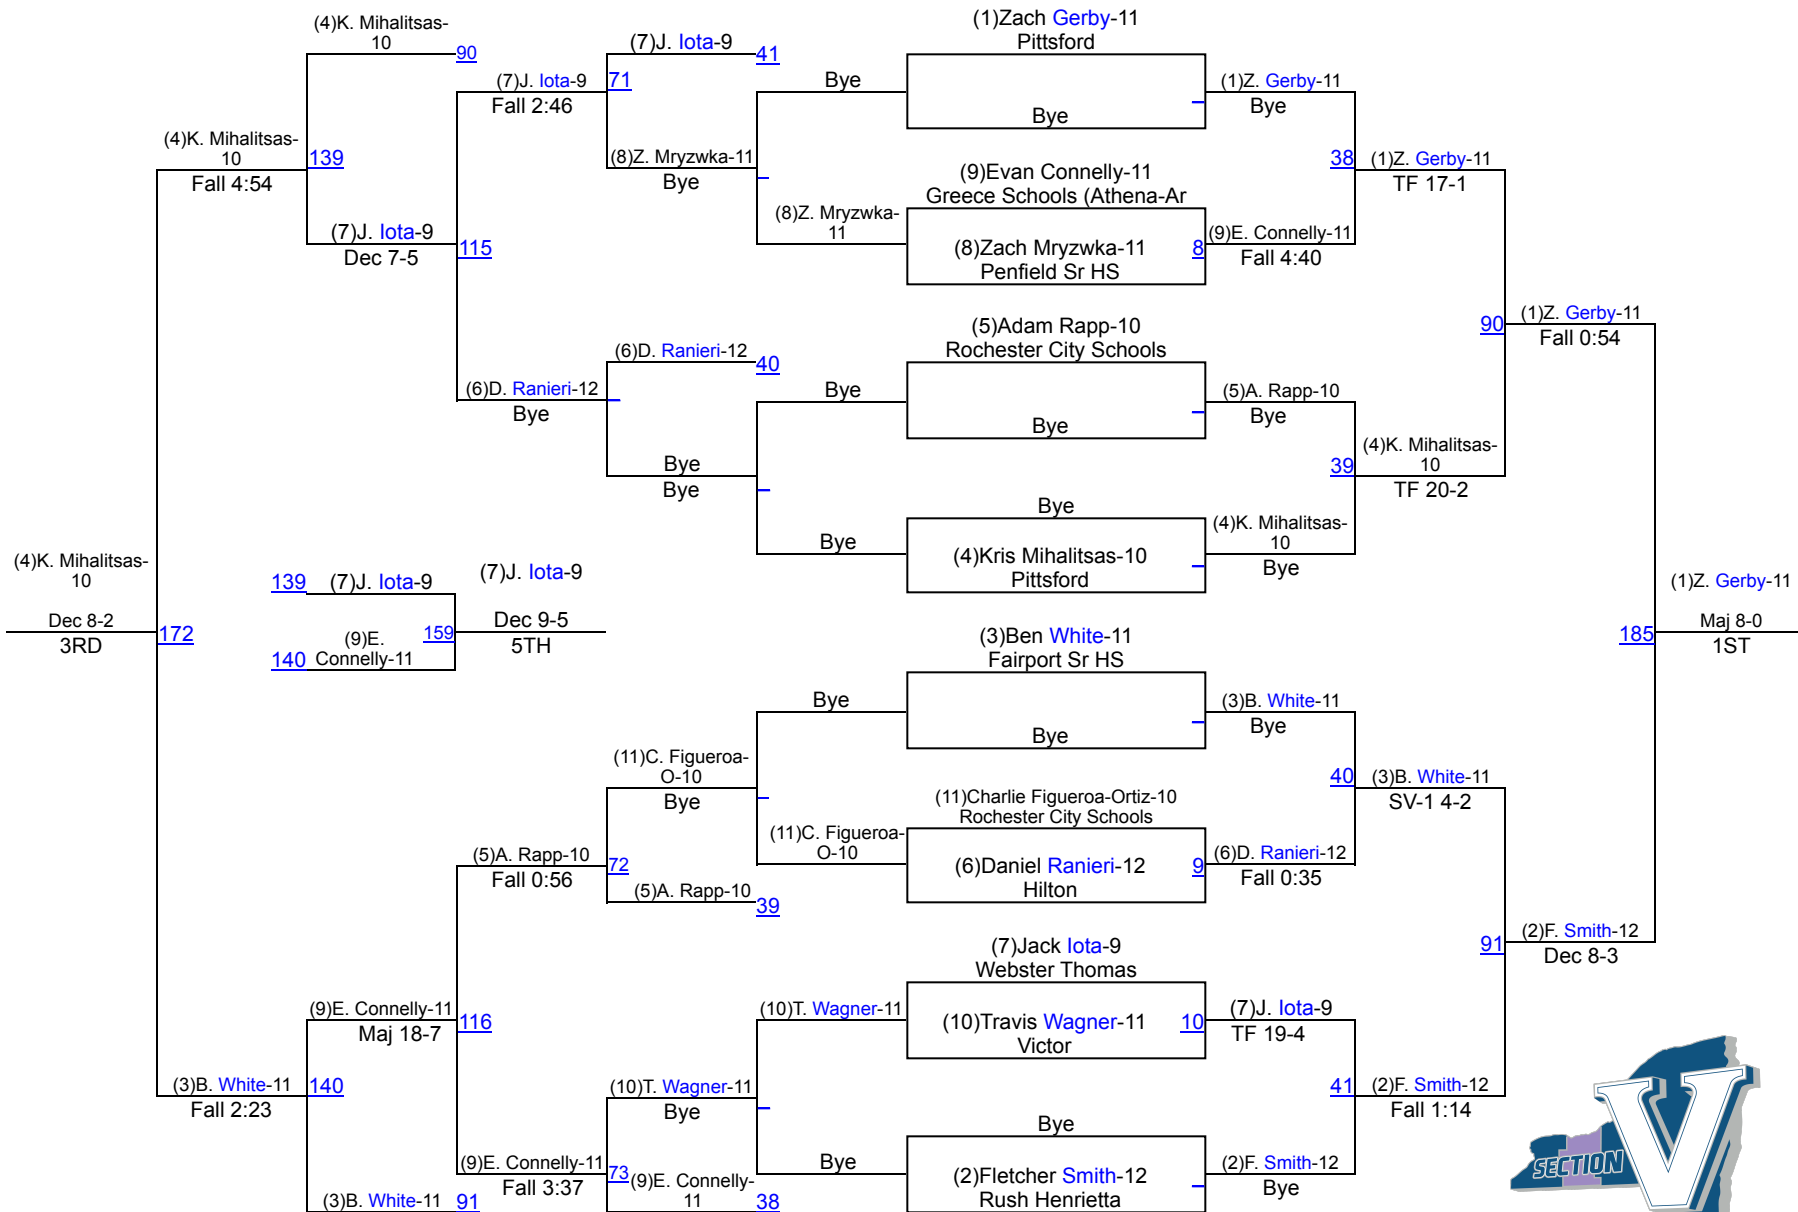 (4)K. Mihalitsas-
10
90
(7)J. Iota-9
Fall 2:46
71
(7)J. Iota-9
41
(4)K. Mihalitsas-
10
Fall 4:54
139
(8)Z. Mryzwka-11
Bye
(7)J. Iota-9
Dec 7-5
115
(6)D. Ranieri-12
40
(6)D. Ranieri-12
Bye
Bye
Bye
Bye
(8)Z. Mryzwka-
11
Bye
Bye
(1)Zach Gerby-11
Pittsford
Bye
(9)Evan Connelly-11
Greece Schools (Athena-Ar
(8)Zach Mryzwka-11
Penfield Sr HS
8
(5)Adam Rapp-10
Rochester City Schools
Bye
Bye
(4)Kris Mihalitsas-10
Pittsford
(1)Z. Gerby-11
Bye
38
(9)E. Connelly-11
Fall 4:40
(1)Z. Gerby-11
TF 17-1
(5)A. Rapp-10
Bye
39
(4)K. Mihalitsas-
10
Bye
(4)K. Mihalitsas-
10
TF 20-2
90
(1)Z. Gerby-11
Fall 0:54
(4)K. Mihalitsas-
10
Dec 8-2
3RD
172
139
(7)J. Iota-9
140
(9)E.
Connelly-11
159
(7)J. Iota-9
Dec 9-5
5TH
185
(1)Z. Gerby-11
Maj 8-0
1ST
(3)Ben White-11
Fairport Sr HS
Bye
Bye
(11)C. Figueroa-
O-10
Bye
(11)C. Figueroa-
O-10
(11)Charlie Figueroa-Ortiz-10
Rochester City Schools
(6)Daniel Ranieri-12
Hilton
9
(3)B. White-11
Bye
40
(6)D. Ranieri-12
Fall 0:35
(3)B. White-11
SV-1 4-2
(5)A. Rapp-10
Fall 0:56
72
(5)A. Rapp-10
39
(9)E. Connelly-11
Maj 18-7
116
(10)T. Wagner-11
(7)Jack Iota-9
Webster Thomas
(10)Travis Wagner-11
Victor
10
(7)J. Iota-9
TF 19-4
91
(2)F. Smith-12
Dec 8-3
(3)B. White-11
Fall 2:23
140
(10)T. Wagner-11
Bye
41
(2)F. Smith-12
Fall 1:14
(9)E. Connelly-11
Fall 3:37
73
(9)E. Connelly-
11
38
Bye
Bye
(2)Fletcher Smith-12
Rush Henrietta
(2)F. Smith-12
Bye
(3)B. White-11
91
SECTION V